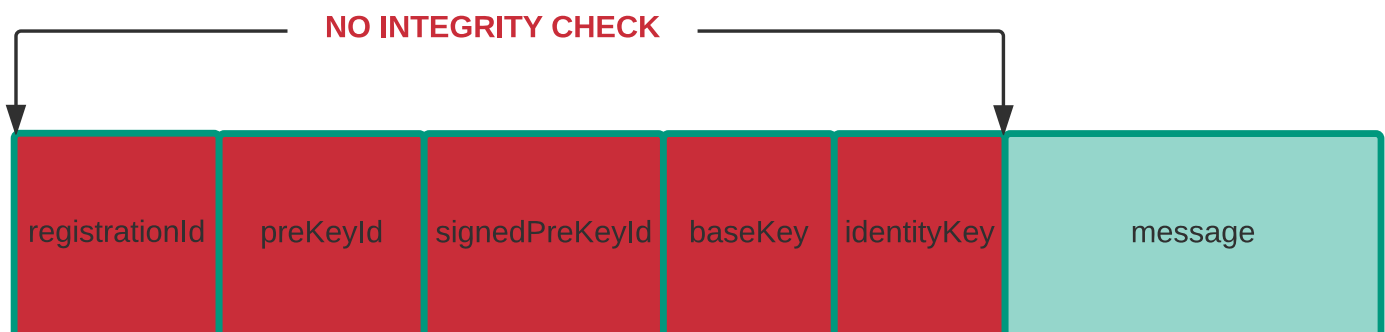 NO INTEGRITY CHECK
registrationId preKeyId signedPreKeyId baseKey identityKey message